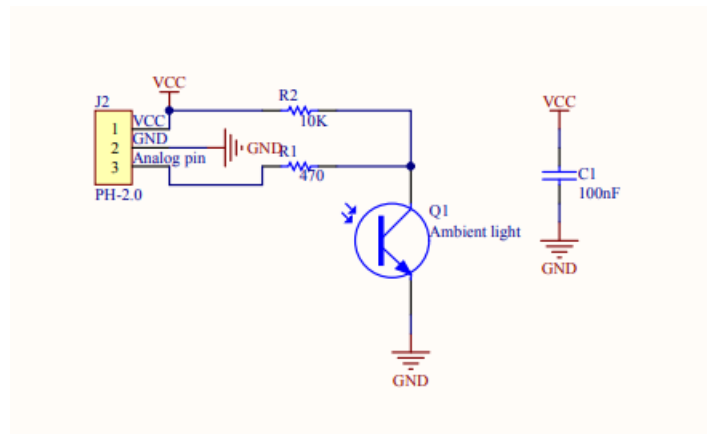 VCC
J2
VCC
1
GND
2
Analog pin
3
PH-2.0
GND
R2
10K
R1
470
Q1
Ambient light
GND
VCC
C1
100nF
GND